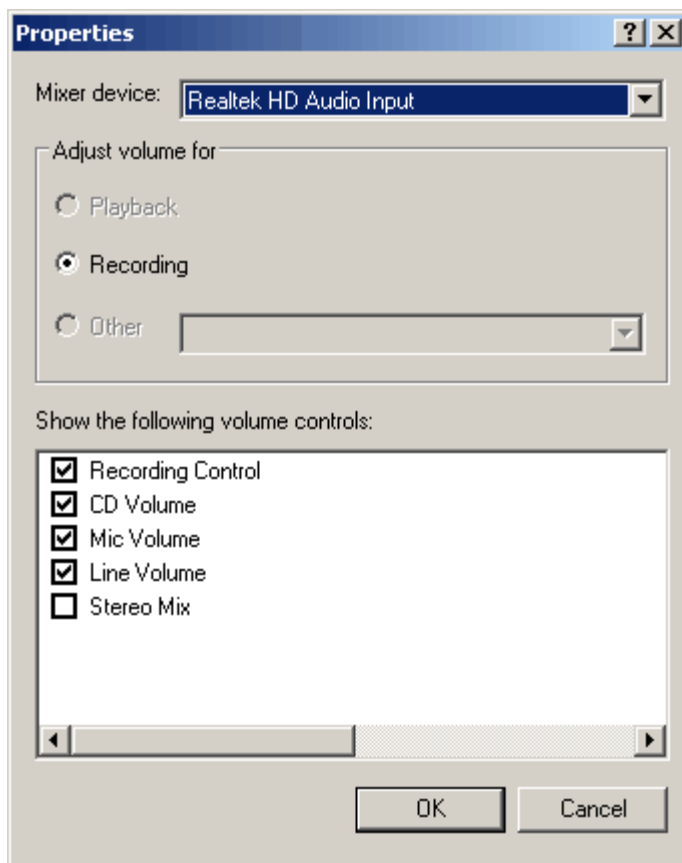 Properties
Mixer device: Realtek HD Audio Input
Adjust volume for
Playback
Recording
Other
Show the following volume controls:
Recording Control
CD Volume
Mic Volume
Line Volume
Stereo Mix
OK Cancel